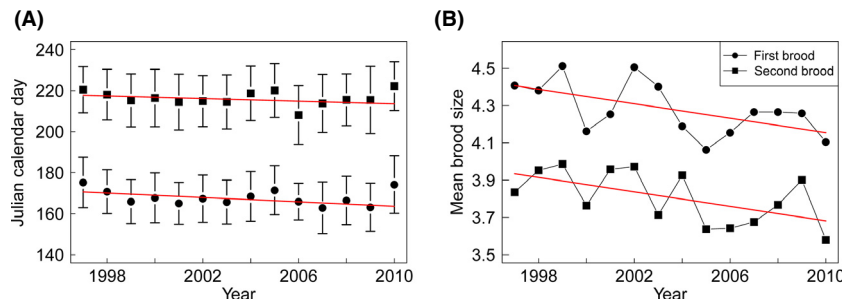 (A)
Julian calendar day
240
220
200
180
160
140
1998
2002
2006
2010
Year
(B)
Mean brood size
4.5
4.3
4.1
3.9
3.7
3.5
First brood
Second brood
1998
2002
2006
2010
Year